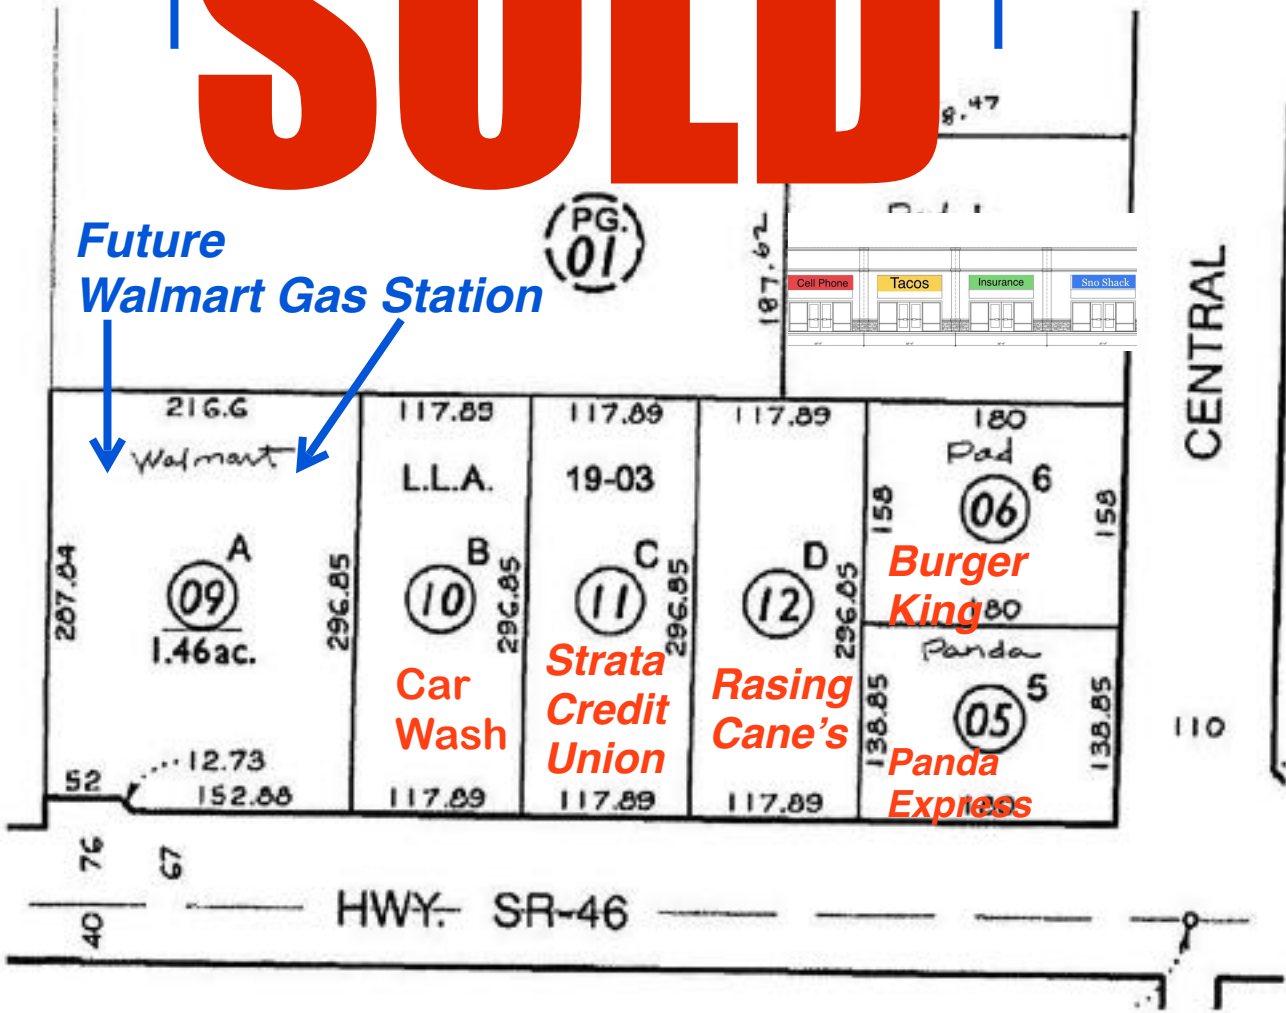 SOLD
8.47
PG.
01
187.62
Future
Walmart Gas Station
Cell Phone
Tacos
Insurance
Sno Shack
CENTRAL
216.6
117.89
117.89
117.89
180
Walmart
Pad
L.L.A.
19-03
6
06
158
158
A
09
1.46ac.
287.84
296.85
B
10
296.85
C
11
296.85
D
12
296.85
Burger
King
180
Panda
5
05
138.85
138.85
110
Car
Wash
Strata
Credit
Union
Rasing
Cane's
Panda
Express
52
12.73
152.88
117.89
117.89
117.89
76
67
40
HWY. SR-46